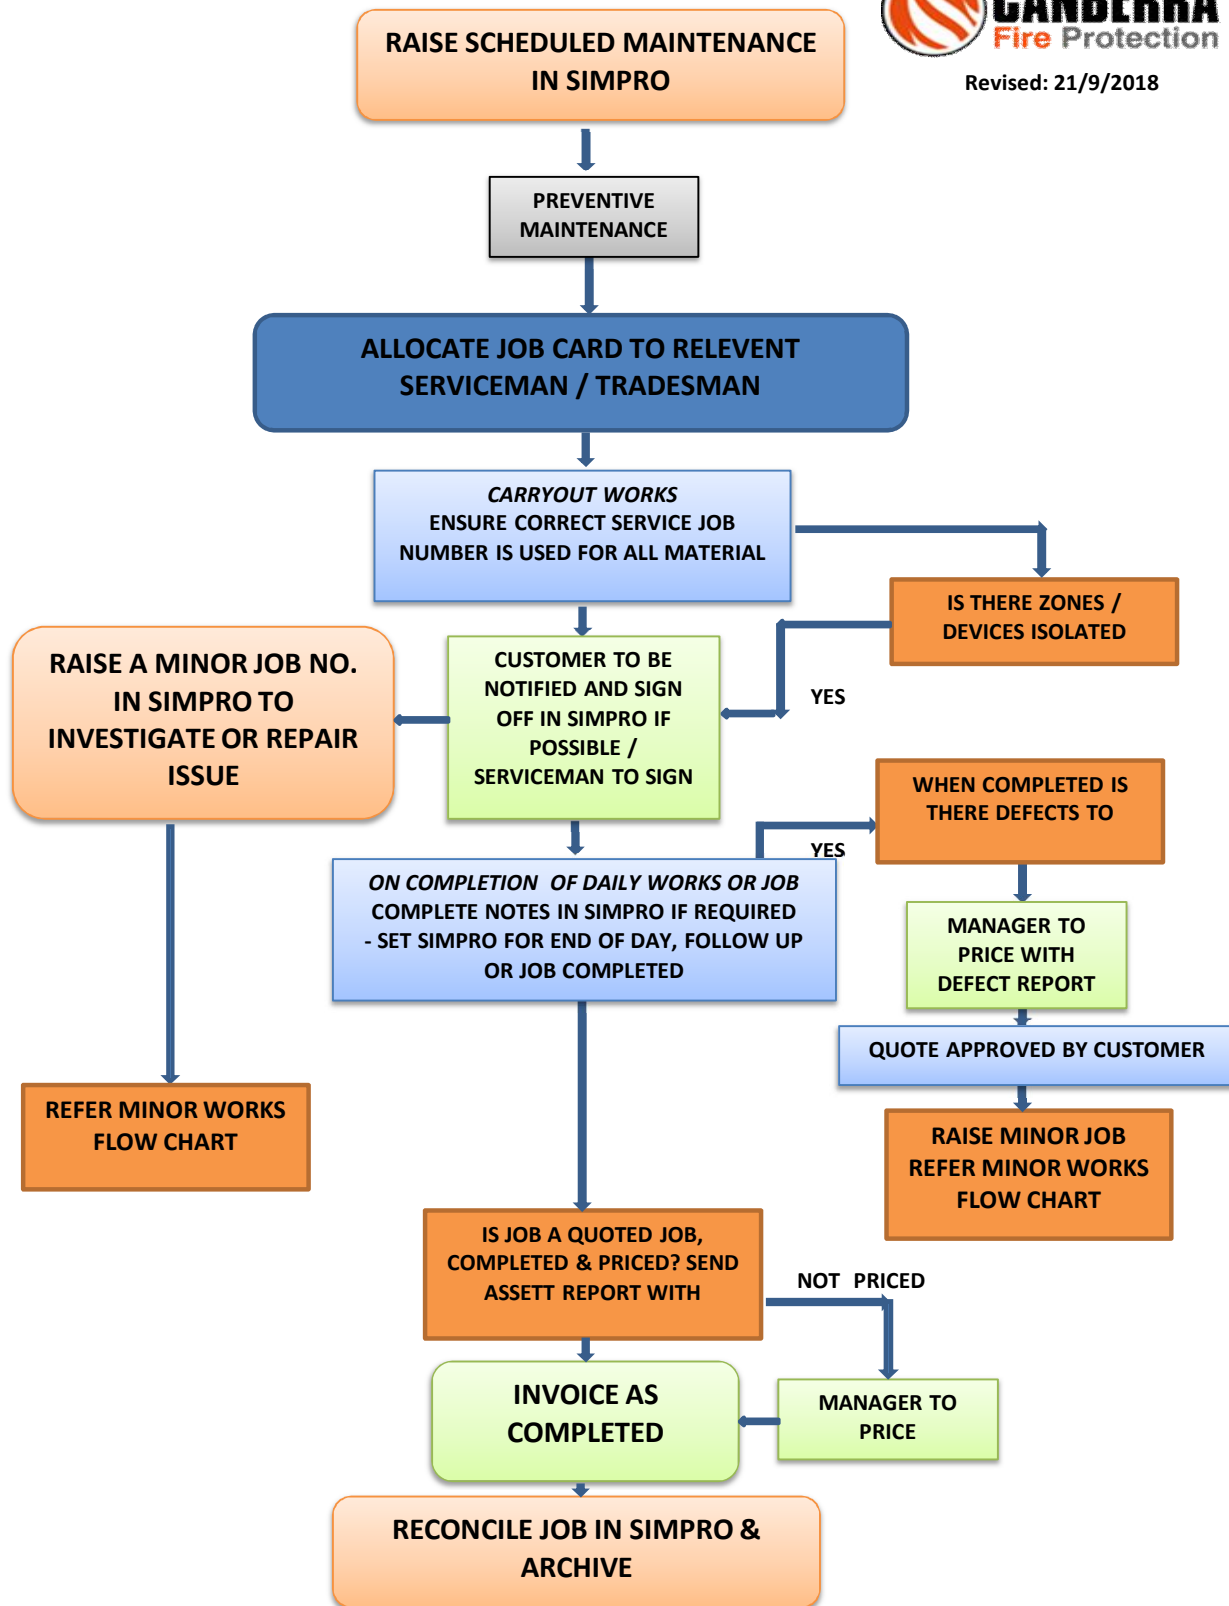 CANBERRA
Fire Protection
Revised: 21/9/2018
RAISE SCHEDULED MAINTENANCE
IN SIMPRO
PREVENTIVE
MAINTENANCE
ALLOCATE JOB CARD TO RELEVENT
SERVICEMAN / TRADESMAN
CARRYOUT WORKS
ENSURE CORRECT SERVICE JOB
NUMBER IS USED FOR ALL MATERIAL
IS THERE ZONES /
DEVICES ISOLATED
YES
CUSTOMER TO BE
NOTIFIED AND SIGN
OFF IN SIMPRO IF
POSSIBLE /
SERVICEMAN TO SIGN
RAISE A MINOR JOB NO.
IN SIMPRO TO
INVESTIGATE OR REPAIR
ISSUE
WHEN COMPLETED IS
THERE DEFECTS TO
YES
ON COMPLETION OF DAILY WORKS OR JOB
COMPLETE NOTES IN SIMPRO IF REQUIRED
- SET SIMPRO FOR END OF DAY, FOLLOW UP
OR JOB COMPLETED
MANAGER TO
PRICE WITH
DEFECT REPORT
QUOTE APPROVED BY CUSTOMER
REFER MINOR WORKS
FLOW CHART
RAISE MINOR JOB
REFER MINOR WORKS
FLOW CHART
IS JOB A QUOTED JOB,
COMPLETED & PRICED? SEND
ASSETT REPORT WITH
NOT PRICED
INVOICE AS
COMPLETED
MANAGER TO
PRICE
RECONCILE JOB IN SIMPRO &
ARCHIVE